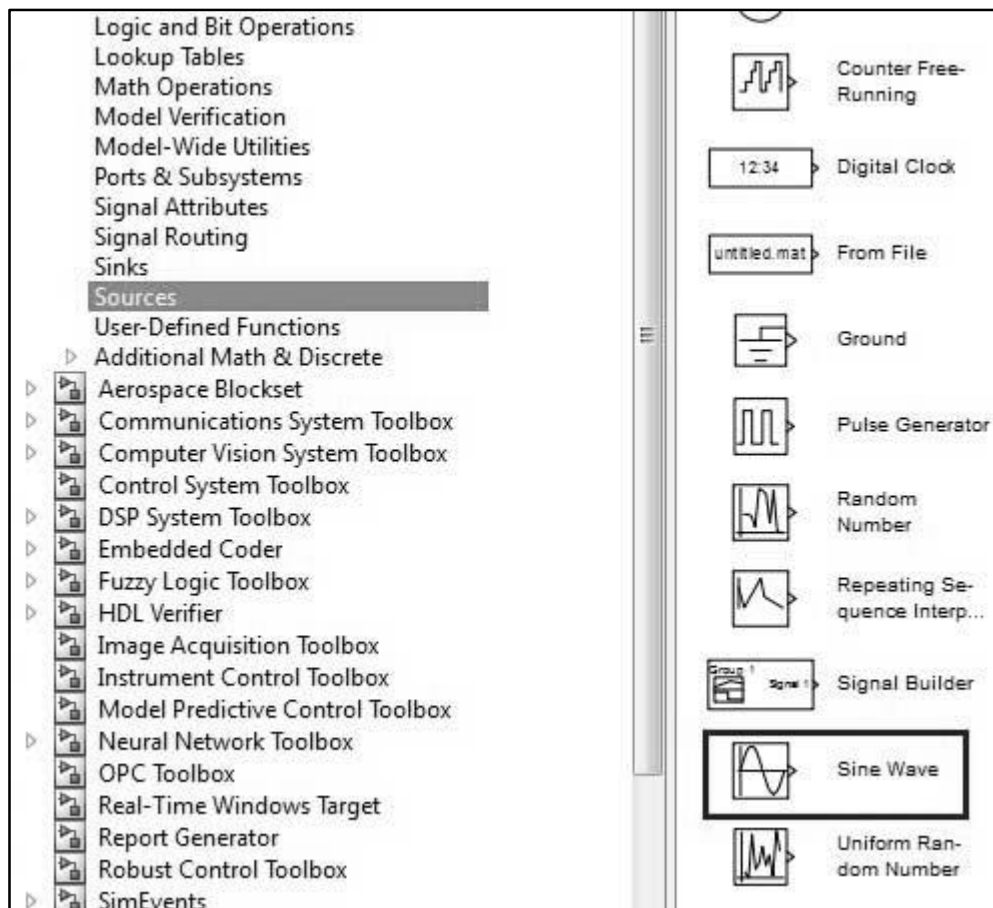 Logic and Bit Operations
Lookup Tables
Math Operations
Model Verification
Model-Wide Utilities
Ports & Subsystems
Signal Attributes
Signal Routing
Sinks
Sources
User-Defined Functions
Additional Math & Discrete
Aerospace Blockset
Communications System Toolbox
Computer Vision System Toolbox
Control System Toolbox
DSP System Toolbox
Embedded Coder
Fuzzy Logic Toolbox
HDL Verifier
Image Acquisition Toolbox
Instrument Control Toolbox
Model Predictive Control Toolbox
Neural Network Toolbox
OPC Toolbox
Real-Time Windows Target
Report Generator
Robust Control Toolbox
SimEvents
Counter Free-
Running
12:34
Digital Clock
untitled.mat
From File
Ground
Pulse Generator
Random
Number
Repeating Se-
quence Interp...
Group 1
Signal 1
Signal Builder
Sine Wave
Uniform Ran-
dom Number